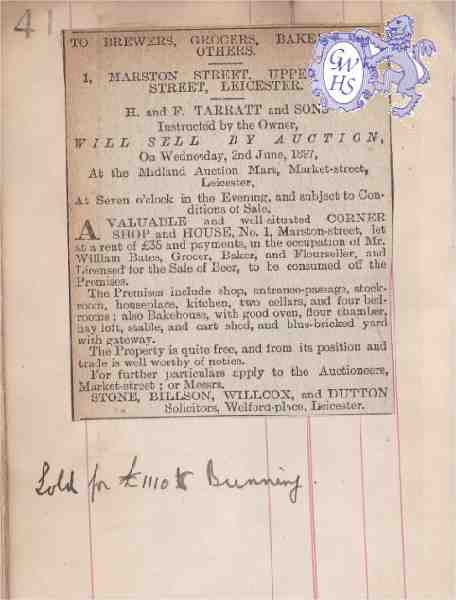 41
TO BREWERS, GROCERS, BAKE
OTHERS.
1, MARSTON STREET, UPPE
STREET, LEICESTER.
H. and F. TARRATT and SONS
Instructed by the Owner,
WILL SELL BY AUCTION,
On Wednesday, 2nd June, 1897,
At the Midland Auction Mart, Market-street,
Leicester,
At Seven o'clock in the Evening, and subject to Con-
ditions of Sale.
A VALUABLE and well-situated CORNER
SHOP and HOUSE, No. 1, Marston-street, let
at a rent of £35 and payments, in the occupation of Mr.
William Bates, Grocer, Baker, and Flourseller, and
Licensed for the Sale of Beer, to be consumed off the
Premises.
The Premises include shop, entrance-passage, stock-
room, houseplace, kitchen, two cellars, and four bed-
rooms; also Bakehouse, with good oven, flour chamber,
hay loft, stable, and cart shed, and blue-bricked yard
with gateway.
The Property is quite free, and from its position and
trade is well worthy of notice.
For further particulars apply to the Auctioneers,
Market-street; or Messrs.
STONE, BILLSON, WILLCOX, and DUTTON
Solicitors, Welford-place, Leicester.
Sold for £1110 Bunning.
GWHS